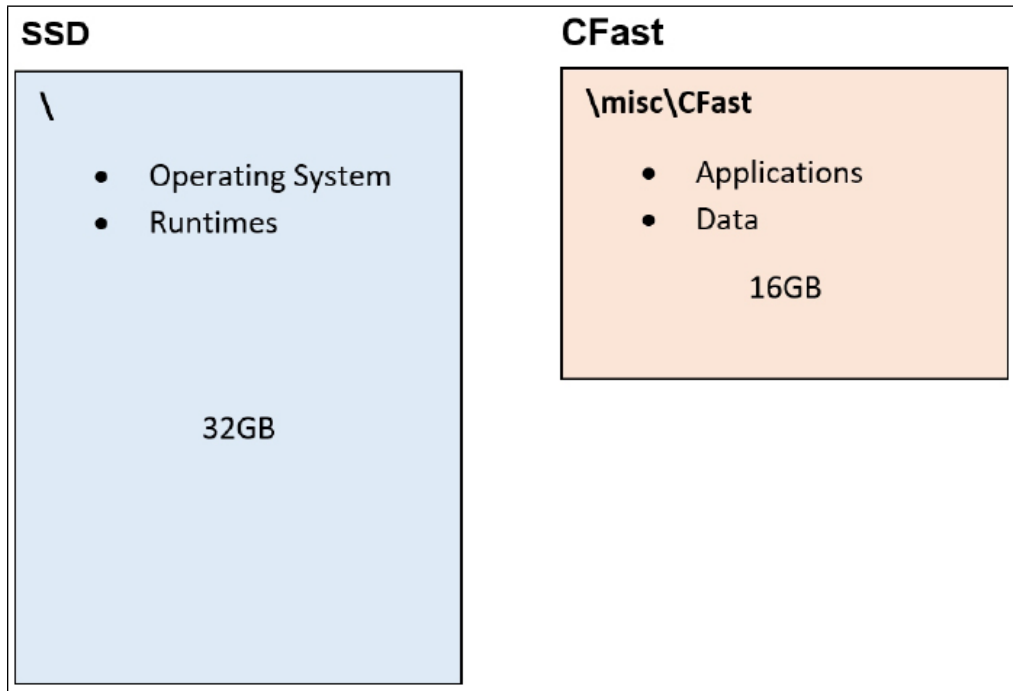 SSD
\
• Operating System
• Runtimes
32GB
CFast
\misc\CFast
• Applications
• Data
16GB